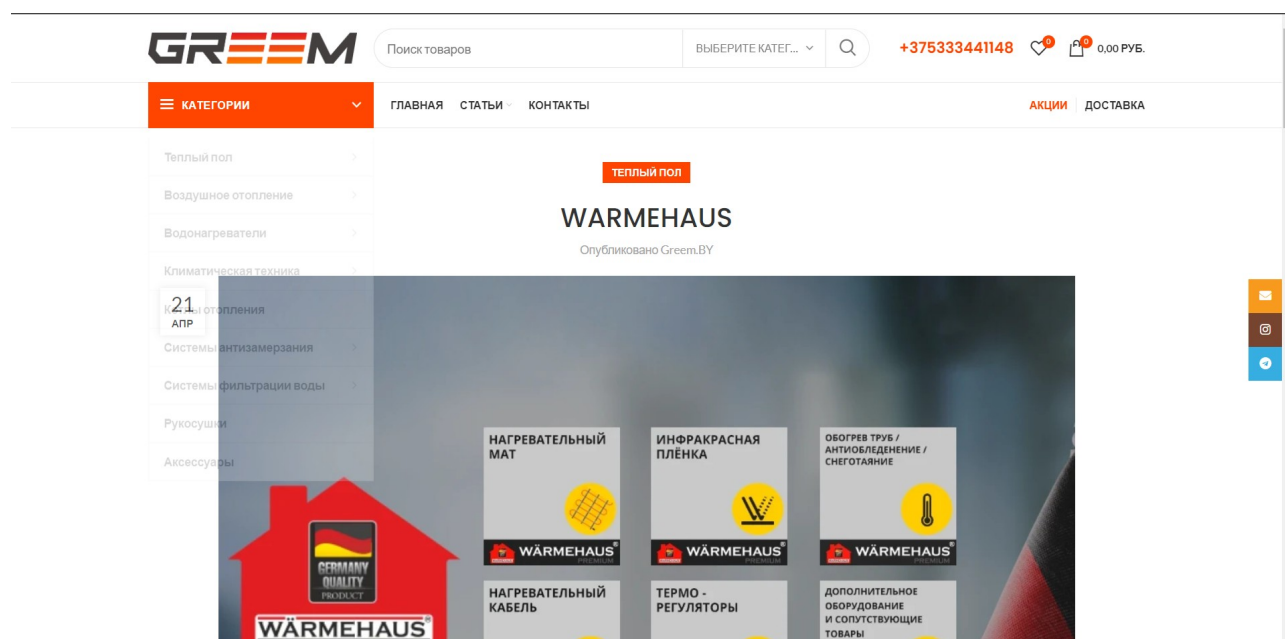 GREEM
Поиск товаров
ВЫБЕРИТЕ КАТЕГ...
+375333441148
0
0
0,00 РУБ.
КАТЕГОРИИ
ГЛАВНАЯ
СТАТЬИ
КОНТАКТЫ
АКЦИИ
ДОСТАВКА
Теплый пол
Воздушное отопление
Водонагреватели
Климатическая техника
Котлы отопления
Системы антизамерзания
Системы фильтрации воды
Рукосушки
Аксессуары
ТЕПЛЫЙ ПОЛ
WARMEHAUS
Опубликовано Greem.BY
21
АПР
GERMANY
QUALITY
PRODUCT
WÄRMEHAUS®
НАГРЕВАТЕЛЬНЫЙ
МАТ
WÄRMEHAUS®
PREMIUM
ИНФРАКРАСНАЯ
ПЛЁНКА
WÄRMEHAUS®
PREMIUM
ОБОГРЕВ ТРУБ /
АНТИОБЛЕДЕНЕНИЕ /
СНЕГОТАЯНИЕ
WÄRMEHAUS®
PREMIUM
НАГРЕВАТЕЛЬНЫЙ
КАБЕЛЬ
ТЕРМО -
РЕГУЛЯТОРЫ
ДОПОЛНИТЕЛЬНОЕ
ОБОРУДОВАНИЕ
И СОПУТСТВУЮЩИЕ
ТОВАРЫ